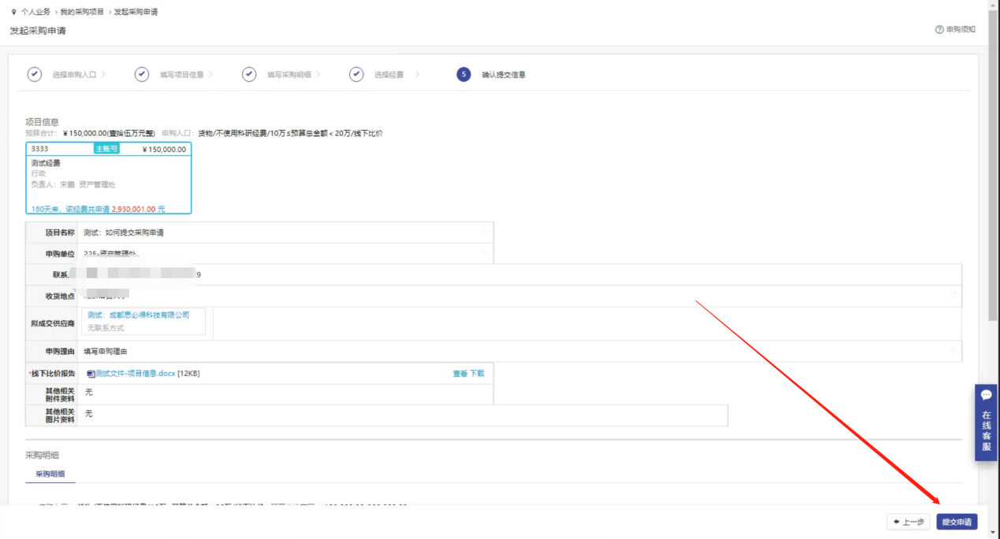 个人业务 › 我的采购项目 › 发起采购申请
发起采购申请
申购须知
选择申购入口
填写项目信息
填写采购明细
选择经费
5 确认提交信息
项目信息
预算合计: ¥150,000.00(壹拾伍万元整) 申购入口: 货物/不使用科研经费/10万≤预算总金额<20万/线下比价
3333 主账号 ¥150,000.00
测试经费
行政
负责人: 宋鹏 资产管理处
180天来，该经费共申请 2,930,001.00 元
项目名称 测试：如何提交采购申请
申购单位 225-资产管理处
联系 9
收货地点
拟成交供应商 测试：成都思必得科技有限公司
无联系方式
申购理由 填写申购理由
*线下比价报告 测试文件-项目信息.docx [12KB] 查看 下载
其他相关
附件资料 无
其他相关
图片资料 无
采购明细
采购明细
在线客服
上一步 提交申请